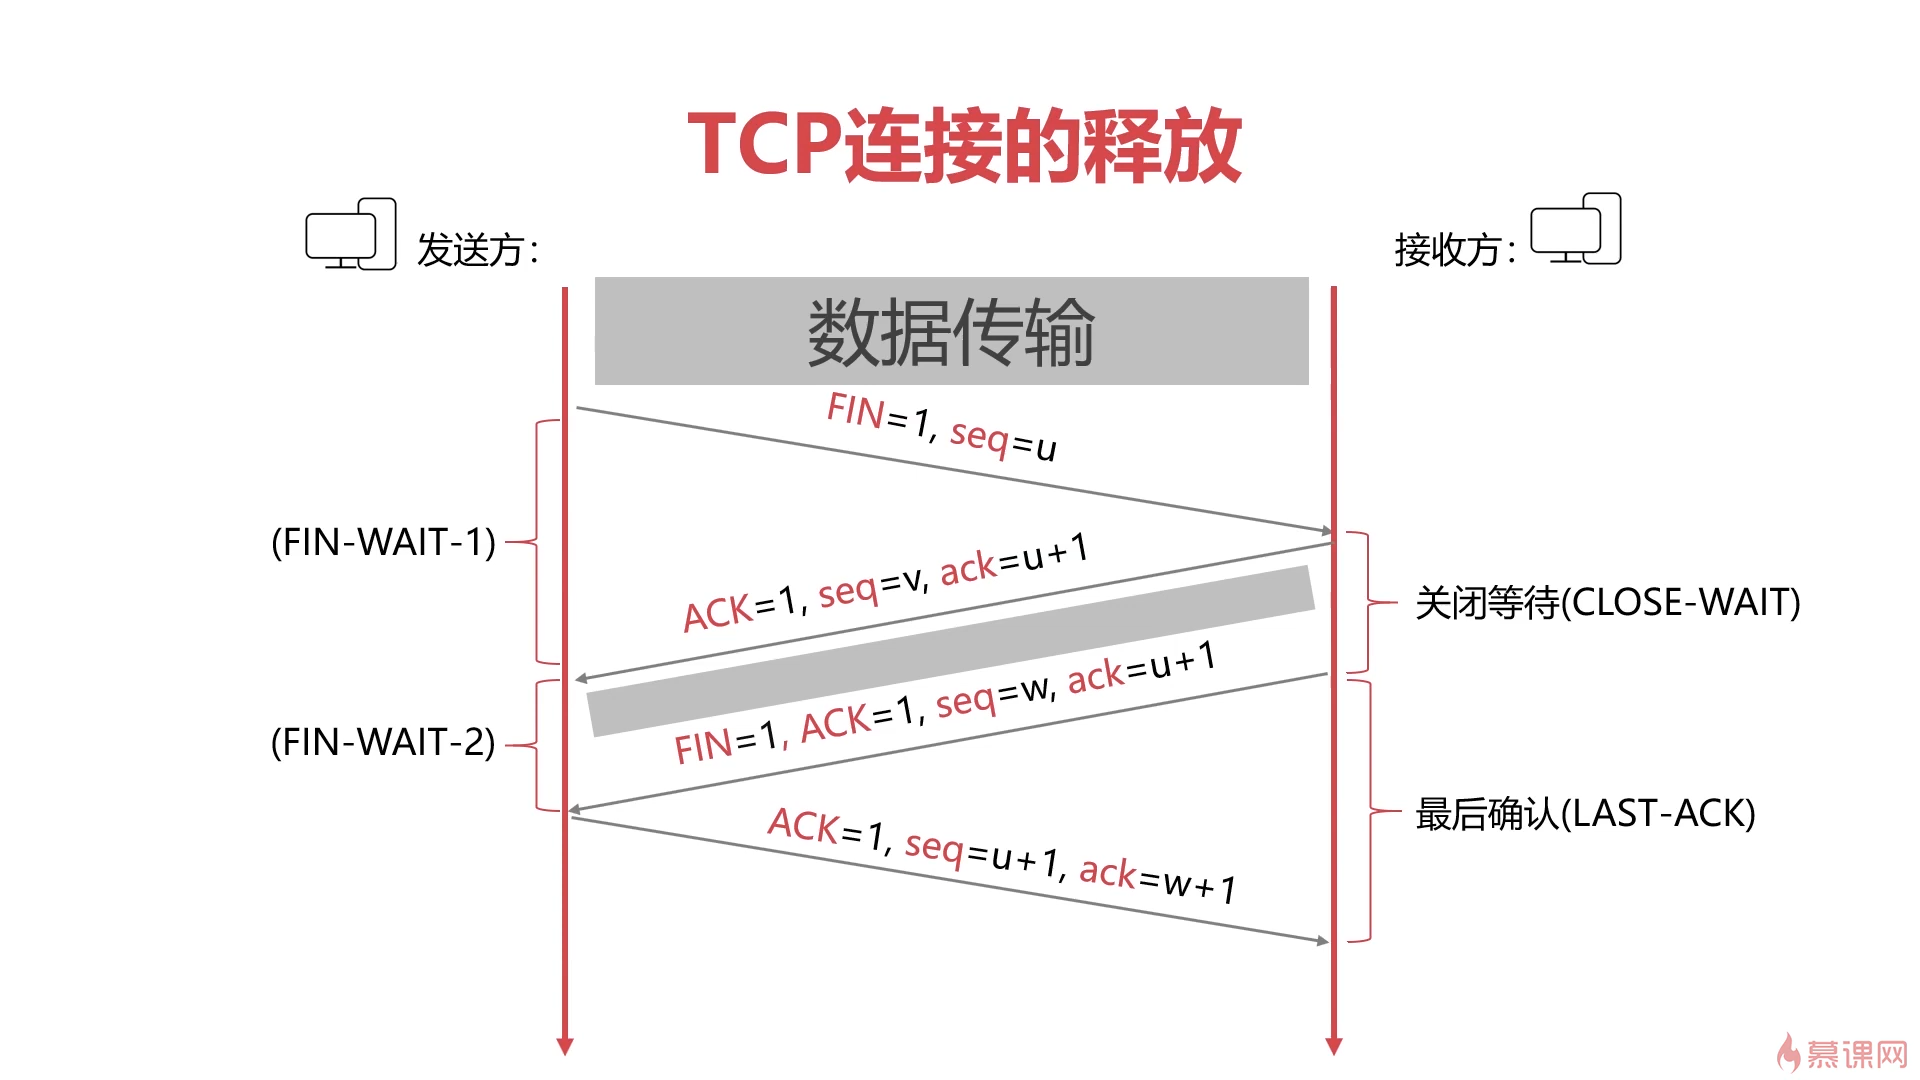 TCP连接的释放
发送方：
接收方：
数据传输
FIN=1, seq=u
(FIN-WAIT-1)
ACK=1, seq=v, ack=u+1
关闭等待(CLOSE-WAIT)
(FIN-WAIT-2)
FIN=1, ACK=1, seq=w, ack=u+1
最后确认(LAST-ACK)
ACK=1, seq=u+1, ack=w+1
慕课网